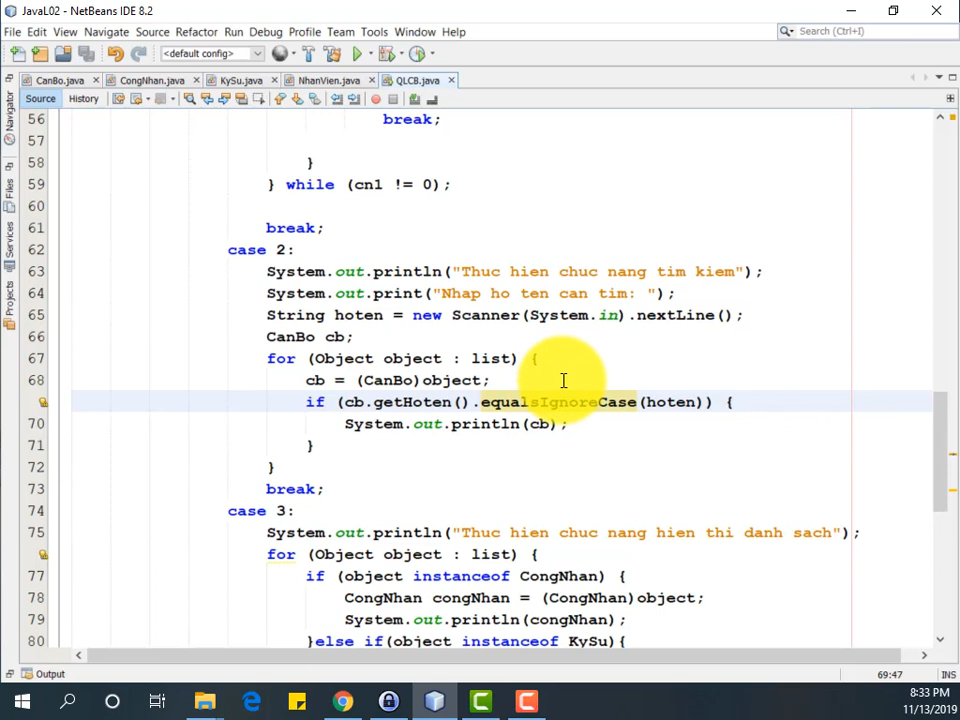 JavaL02 - NetBeans IDE 8.2
File Edit View Navigate Source Refactor Run Debug Profile Team Tools Window Help
Search (Ctrl+I)
<default config>
CanBo.java CongNhan.java KySu.java NhanVien.java QLCB.java
Source History
Navigator
Files
Services
Projects
56 break;
57
58 }
59 } while (cn1 != 0);
60
61 break;
62 case 2:
63 System.out.println("Thuc hien chuc nang tim kiem");
64 System.out.print("Nhap ho ten can tim: ");
65 String hoten = new Scanner(System.in).nextLine();
66 CanBo cb;
67 for (Object object : list) {
68 cb = (CanBo)object;
if (cb.getHoten().equalsIgnoreCase(hoten)) {
70 System.out.println(cb);
71 }
72 }
73 break;
74 case 3:
75 System.out.println("Thuc hien chuc nang hien thi danh sach");
for (Object object : list) {
77 if (object instanceof CongNhan) {
78 CongNhan congNhan = (CongNhan)object;
79 System.out.println(congNhan);
80 }else if(object instanceof KySu){
Output
69:47 INS
8:33 PM
11/13/2019